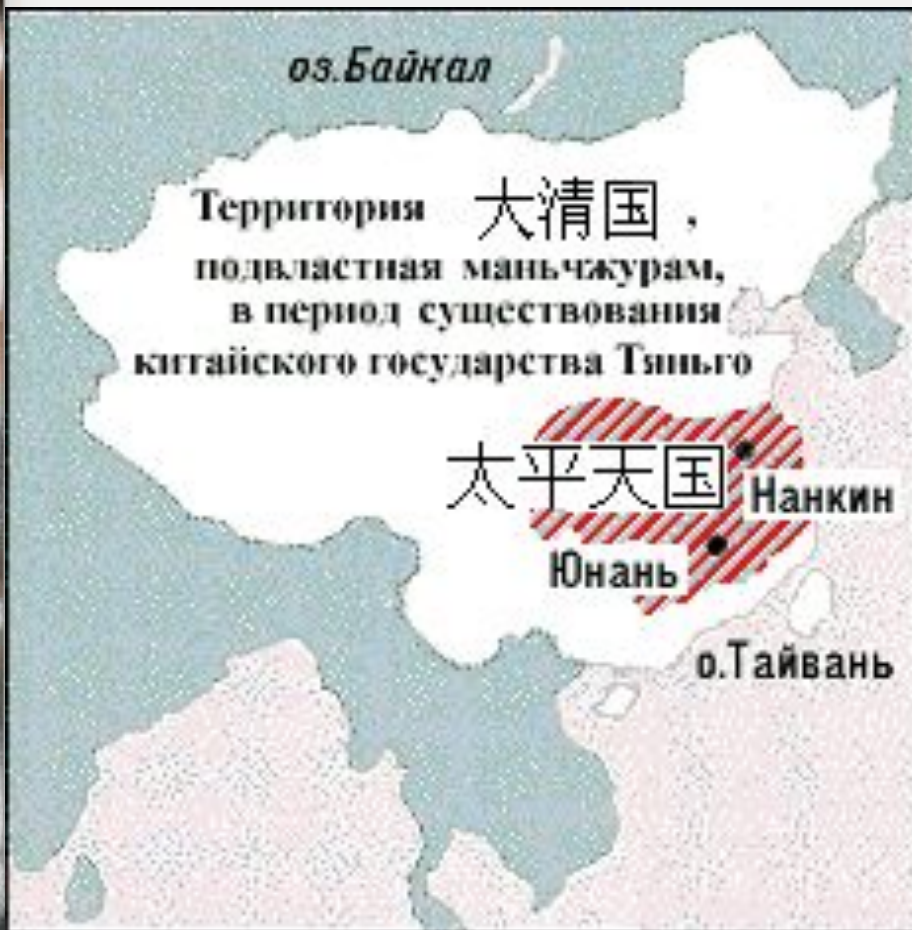 оз.Байкал
Территория 大清国 ,
подвластная маньчжурам,
в период существования
китайского государства Тяньго
太平天国
Нанкин
Юнань
о.Тайвань